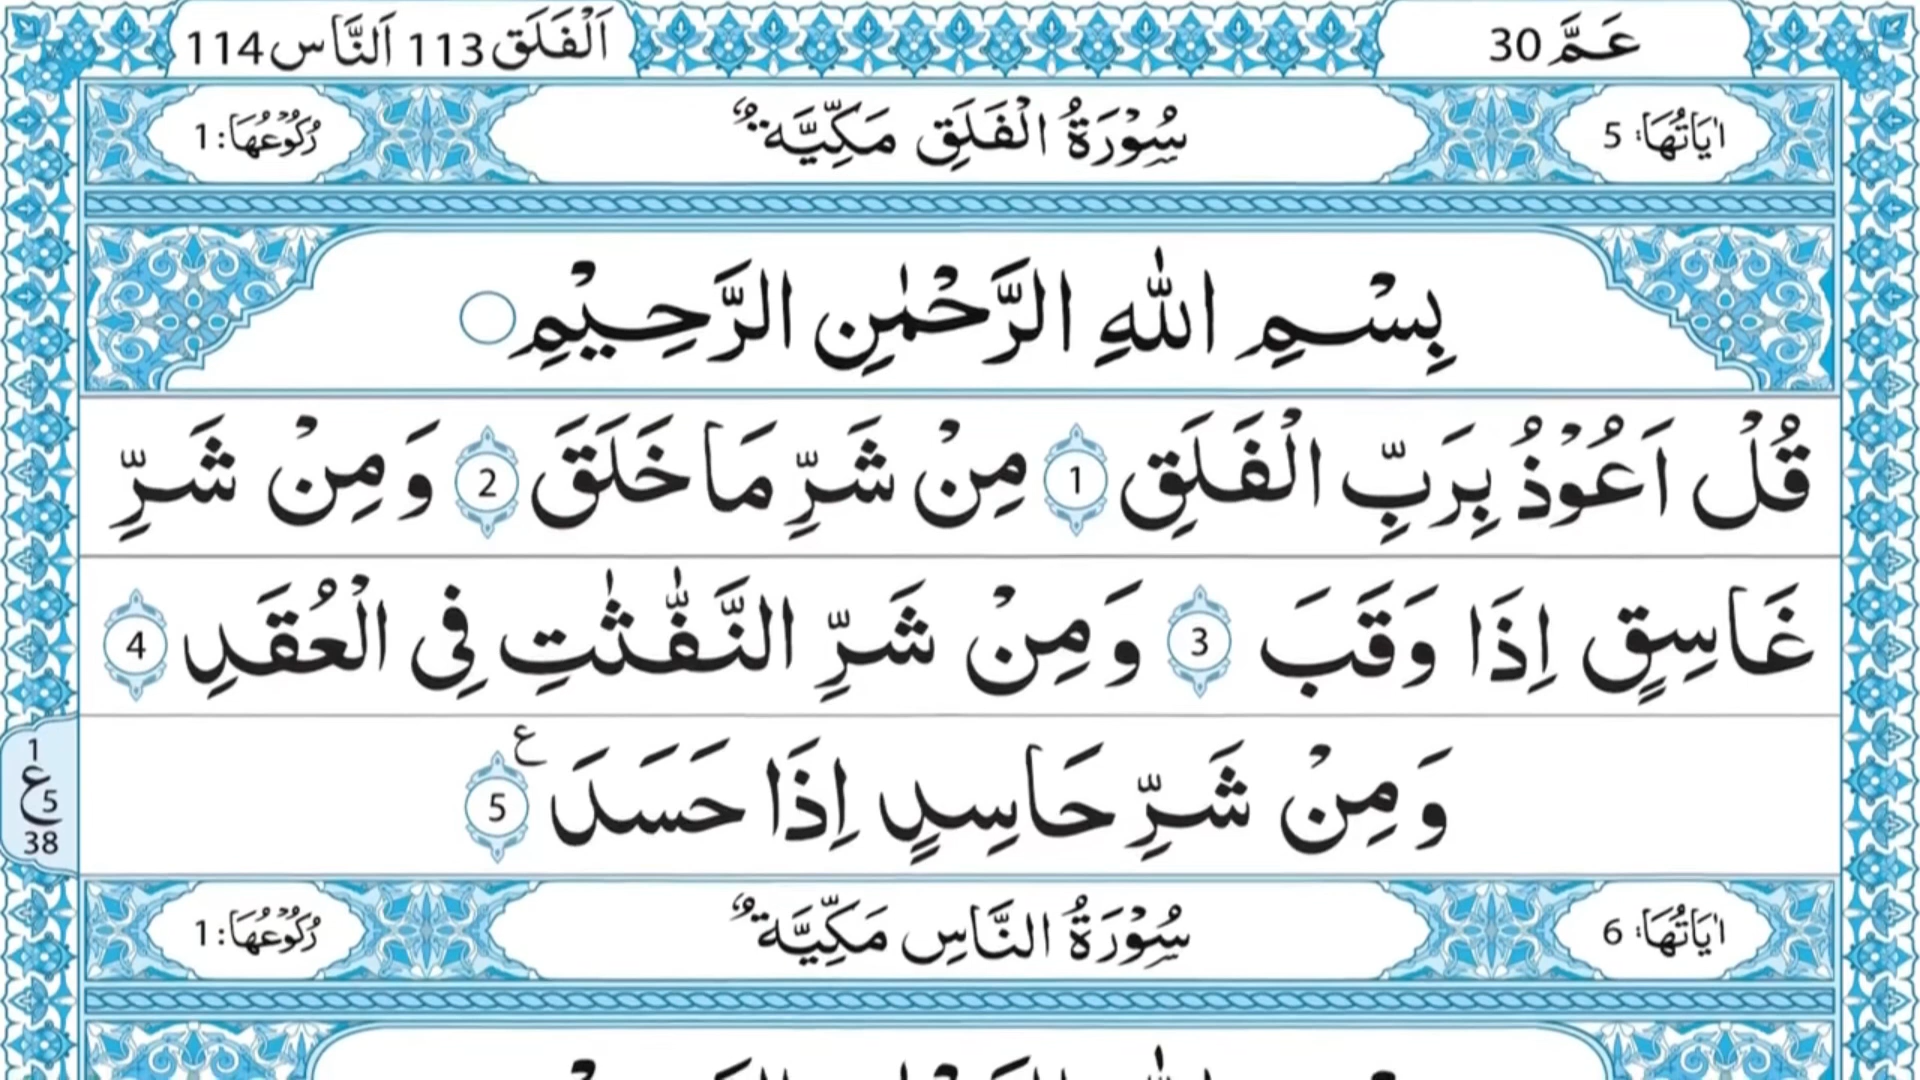 عَمَّ 30 اَلْفَلَق 113 اَلنَّاس 114
اٰيَاتُهَا: 5 سُوْرَةُ الْفَلَقِ مَكِّيَّةٌ رُكُوْعُهَا: 1
بِسْمِ اللّٰهِ الرَّحْمٰنِ الرَّحِيْمِ
قُلْ اَعُوْذُ بِرَبِّ الْفَلَقِ 1 مِنْ شَرِّ مَا خَلَقَ 2 وَ مِنْ شَرِّ
غَاسِقٍ اِذَا وَقَبَ 3 وَ مِنْ شَرِّ النَّفّٰثٰتِ فِی الْعُقَدِ 4
وَ مِنْ شَرِّ حَاسِدٍ اِذَا حَسَدَ 5 ع
1
ع 5
38
اٰيَاتُهَا: 6 سُوْرَةُ النَّاسِ مَكِّيَّةٌ رُكُوْعُهَا: 1